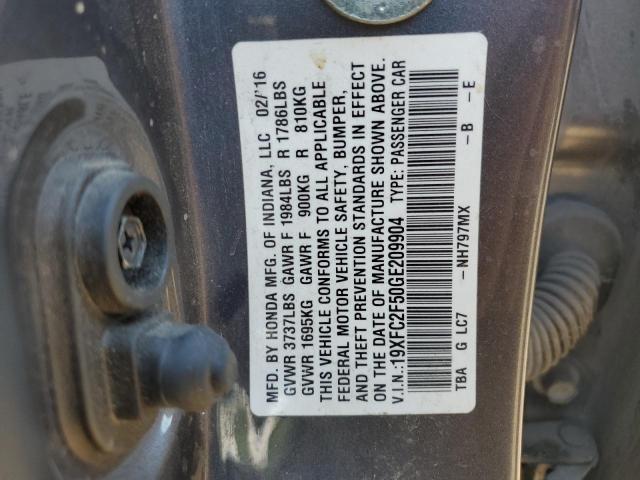 MFD. BY HONDA MFG. OF INDIANA, LLC 02/'16
GVWR 3737LBS GAWR F 1984LBS R 1786LBS
GVWR 1695KG GAWR F 900KG R 810KG
THIS VEHICLE CONFORMS TO ALL APPLICABLE
FEDERAL MOTOR VEHICLE SAFETY, BUMPER,
AND THEFT PREVENTION STANDARDS IN EFFECT
ON THE DATE OF MANUFACTURE SHOWN ABOVE.
V.I.N.:19XFC2F50GE209904 TYPE: PASSENGER CAR
TBA G LC7 -NH797MX -B -E